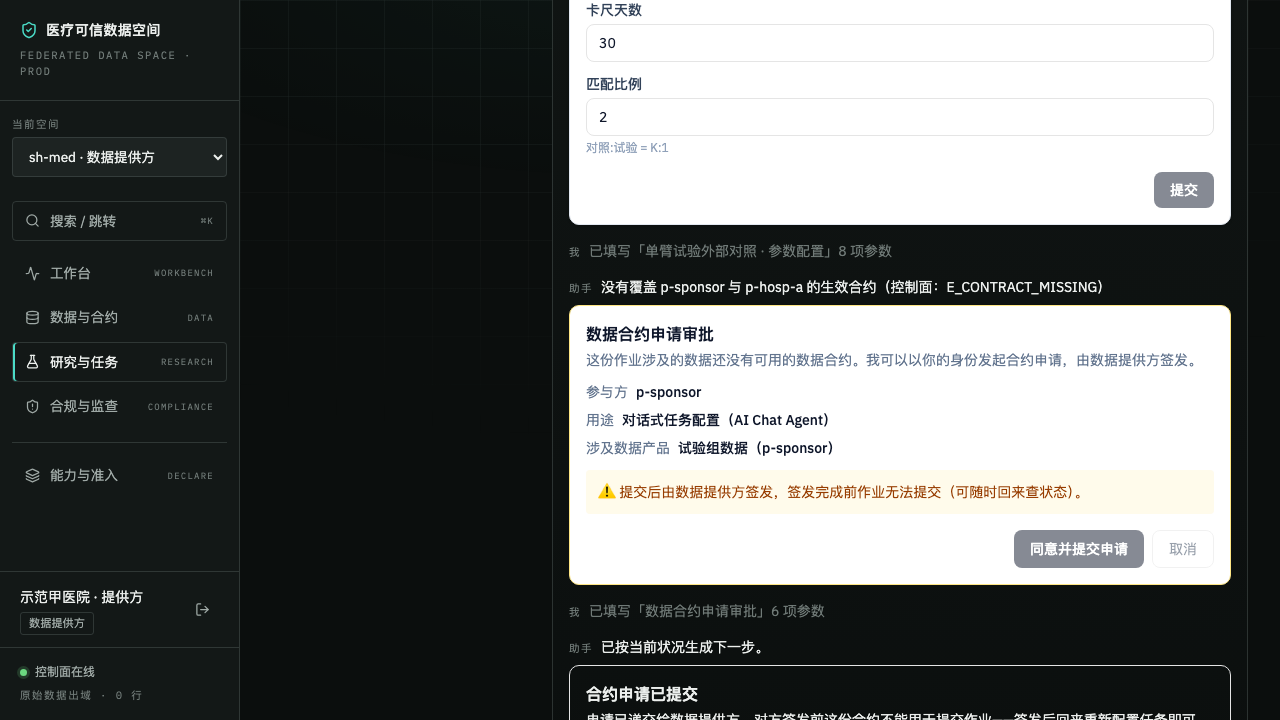 医疗可信数据空间
FEDERATED DATA SPACE ·
PROD
当前空间
sh-med · 数据提供方
搜索 / 跳转 ⌘K
工作台 WORKBENCH
数据与合约 DATA
研究与任务 RESEARCH
合规与监查 COMPLIANCE
能力与准入 DECLARE
示范甲医院 · 提供方
数据提供方
控制面在线
原始数据出域 · 0 行
卡尺天数
30
匹配比例
2
对照:试验 = K:1
提交
我 已填写「单臂试验外部对照 · 参数配置」8 项参数
助手 没有覆盖 p-sponsor 与 p-hosp-a 的生效合约（控制面：E_CONTRACT_MISSING）
数据合约申请审批
这份作业涉及的数据还没有可用的数据合约。我可以以你的身份发起合约申请，由数据提供方签发。
参与方 p-sponsor
用途 对话式任务配置（AI Chat Agent）
涉及数据产品 试验组数据（p-sponsor）
⚠️ 提交后由数据提供方签发，签发完成前作业无法提交（可随时回来查状态）。
同意并提交申请 取消
我 已填写「数据合约申请审批」6 项参数
助手 已按当前状况生成下一步。
合约申请已提交